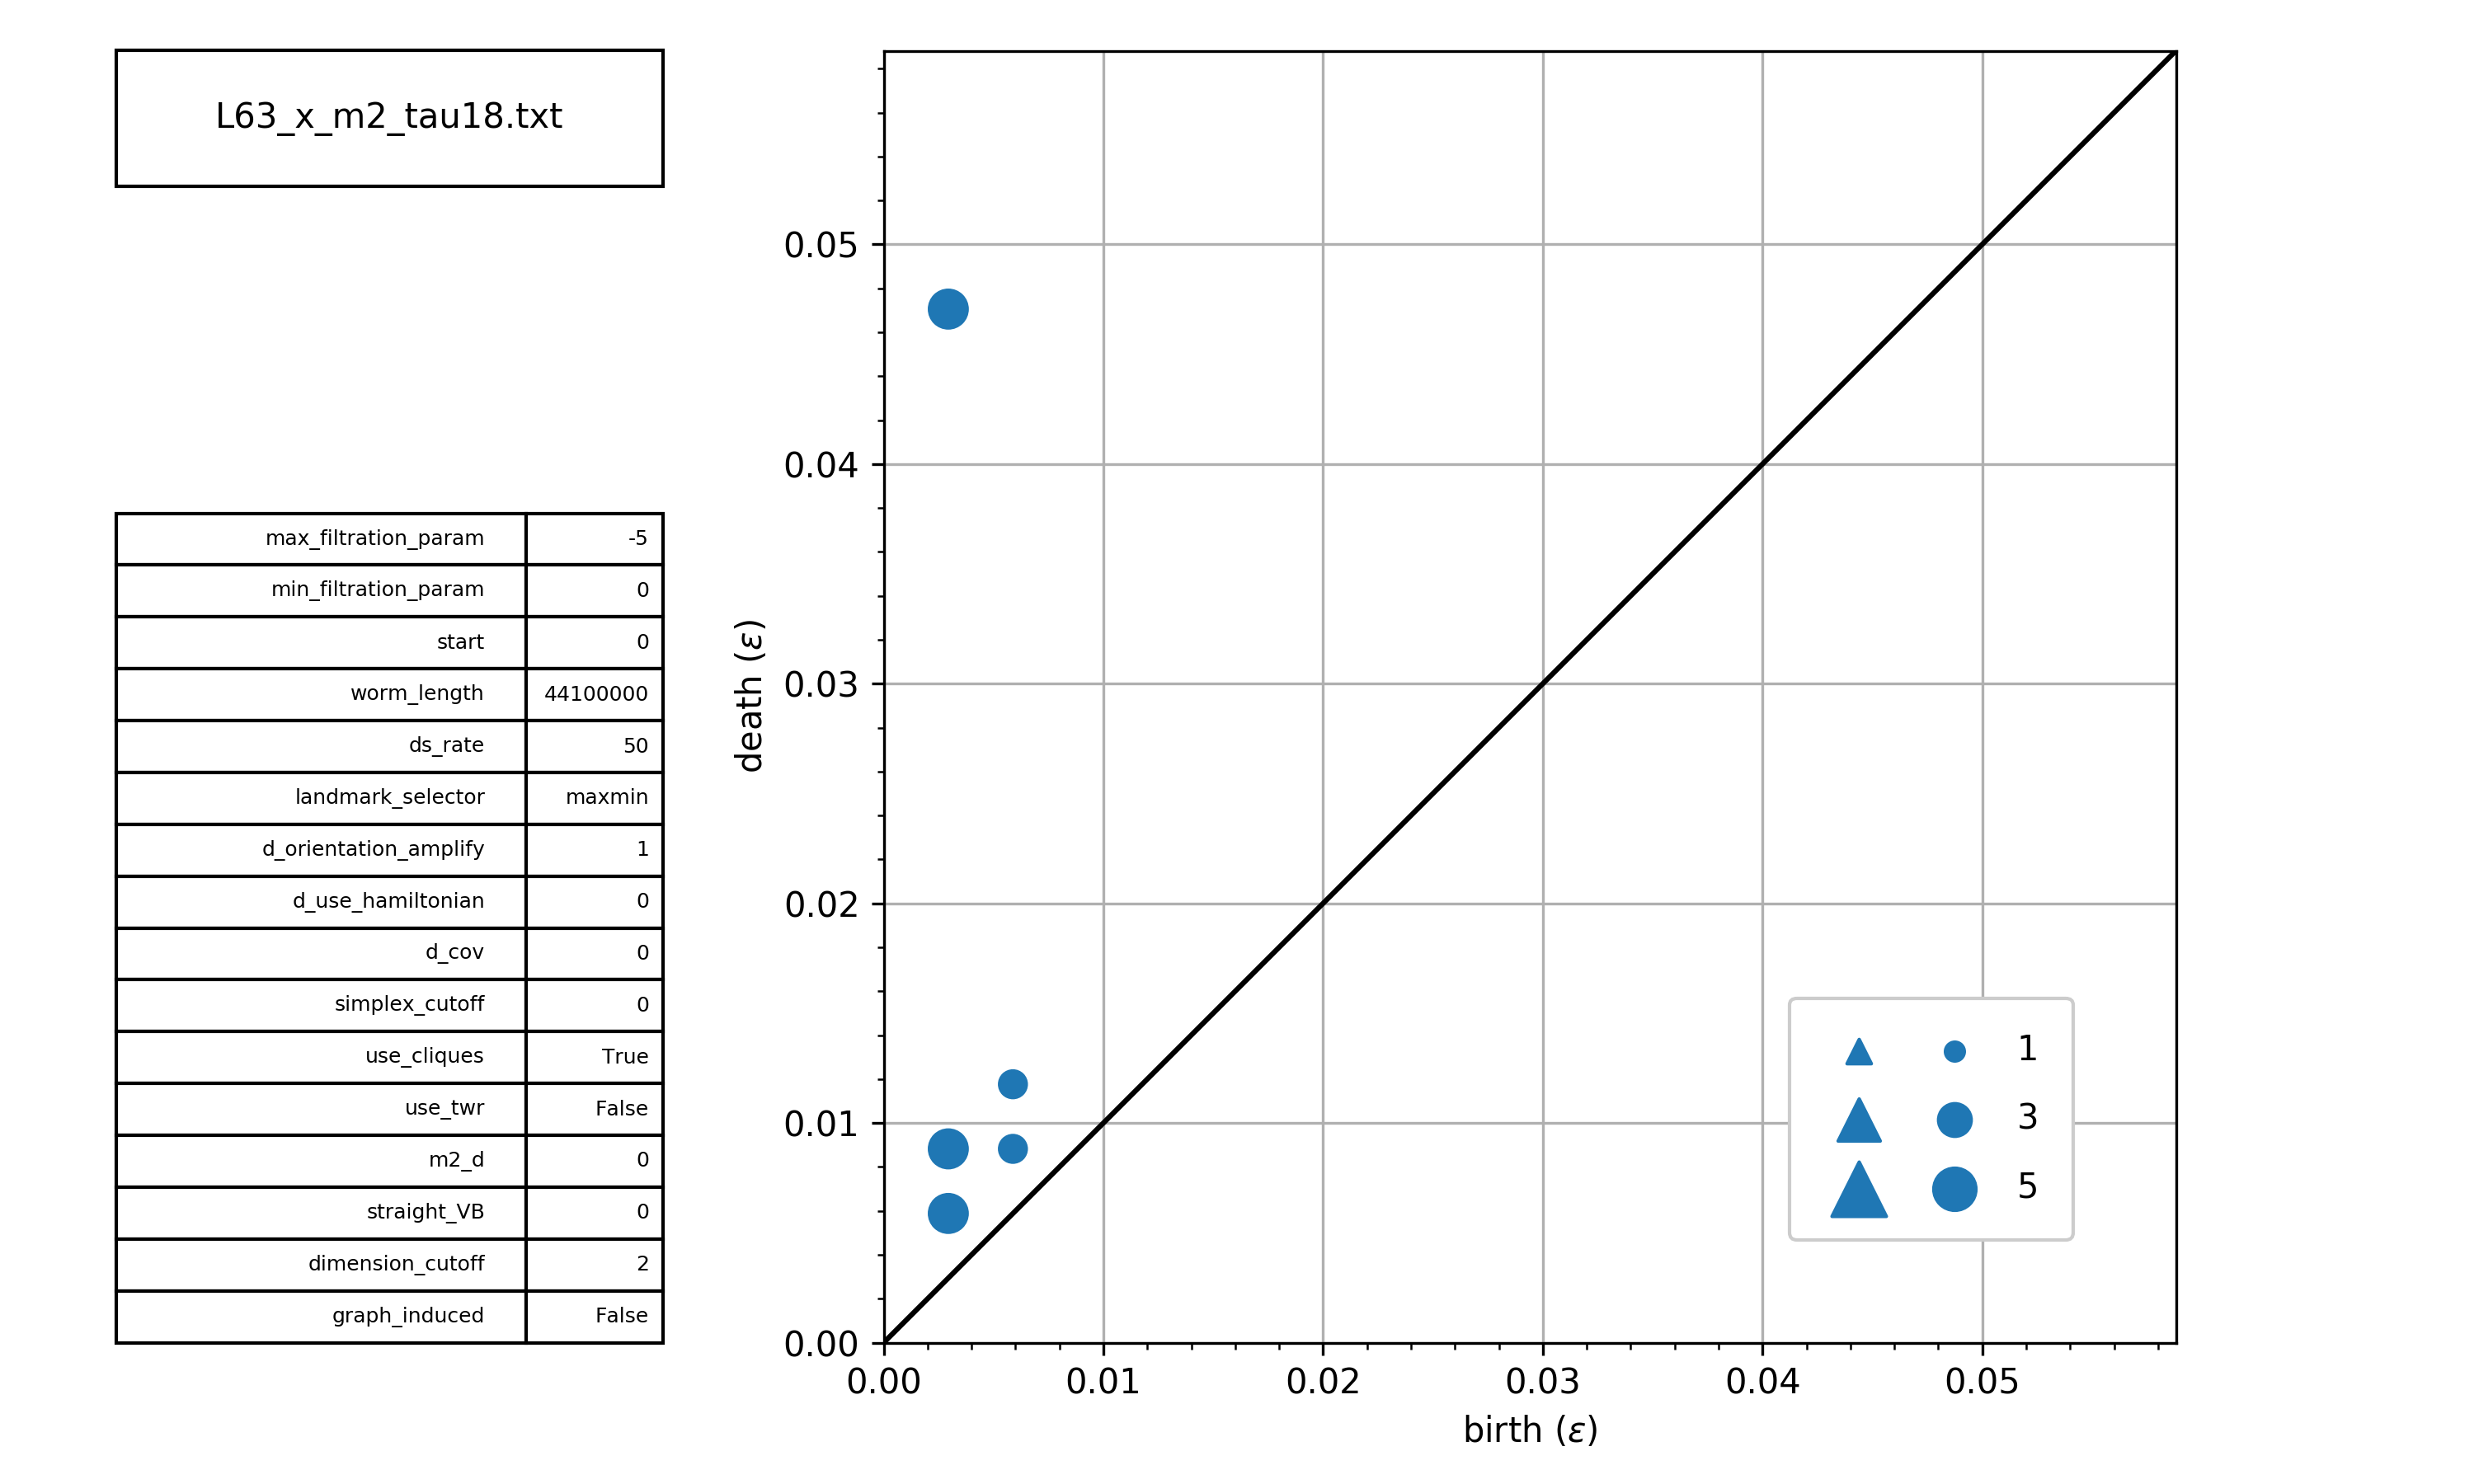 L63_x_m2_tau18.txt
max_filtration_param -5
min_filtration_param 0
start 0
worm_length 44100000
ds_rate 50
landmark_selector maxmin
d_orientation_amplify 1
d_use_hamiltonian 0
d_cov 0
simplex_cutoff 0
use_cliques True
use_twr False
m2_d 0
straight_VB 0
dimension_cutoff 2
graph_induced False
death (ε)
0.05
0.04
0.03
0.02
0.01
0.00
0.00 0.01 0.02 0.03 0.04 0.05
birth (ε)
1
3
5